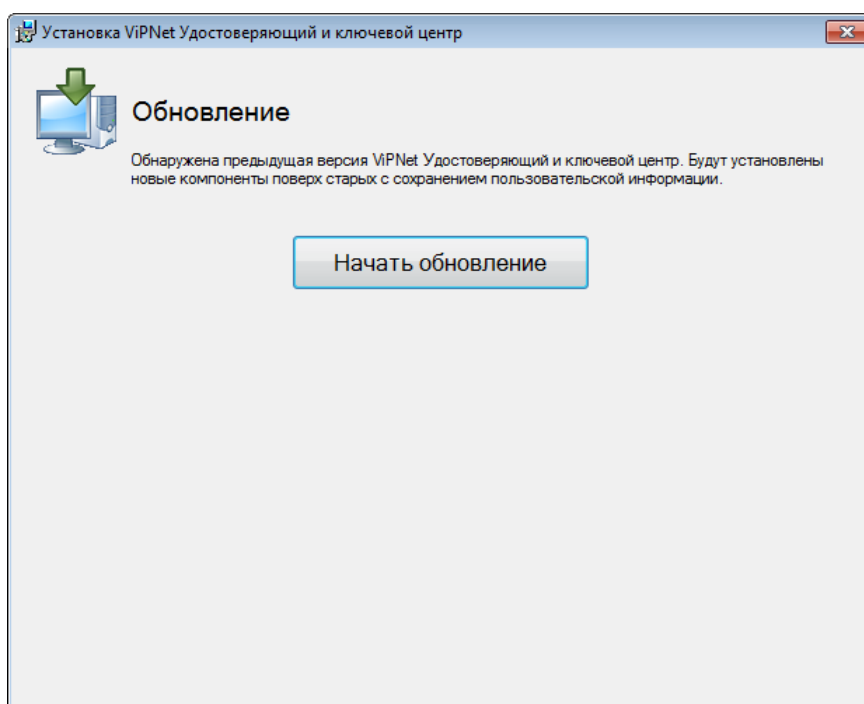 Установка ViPNet Удостоверяющий и ключевой центр
Обновление
Обнаружена предыдущая версия ViPNet Удостоверяющий и ключевой центр. Будут установлены
новые компоненты поверх старых с сохранением пользовательской информации.
Начать обновление